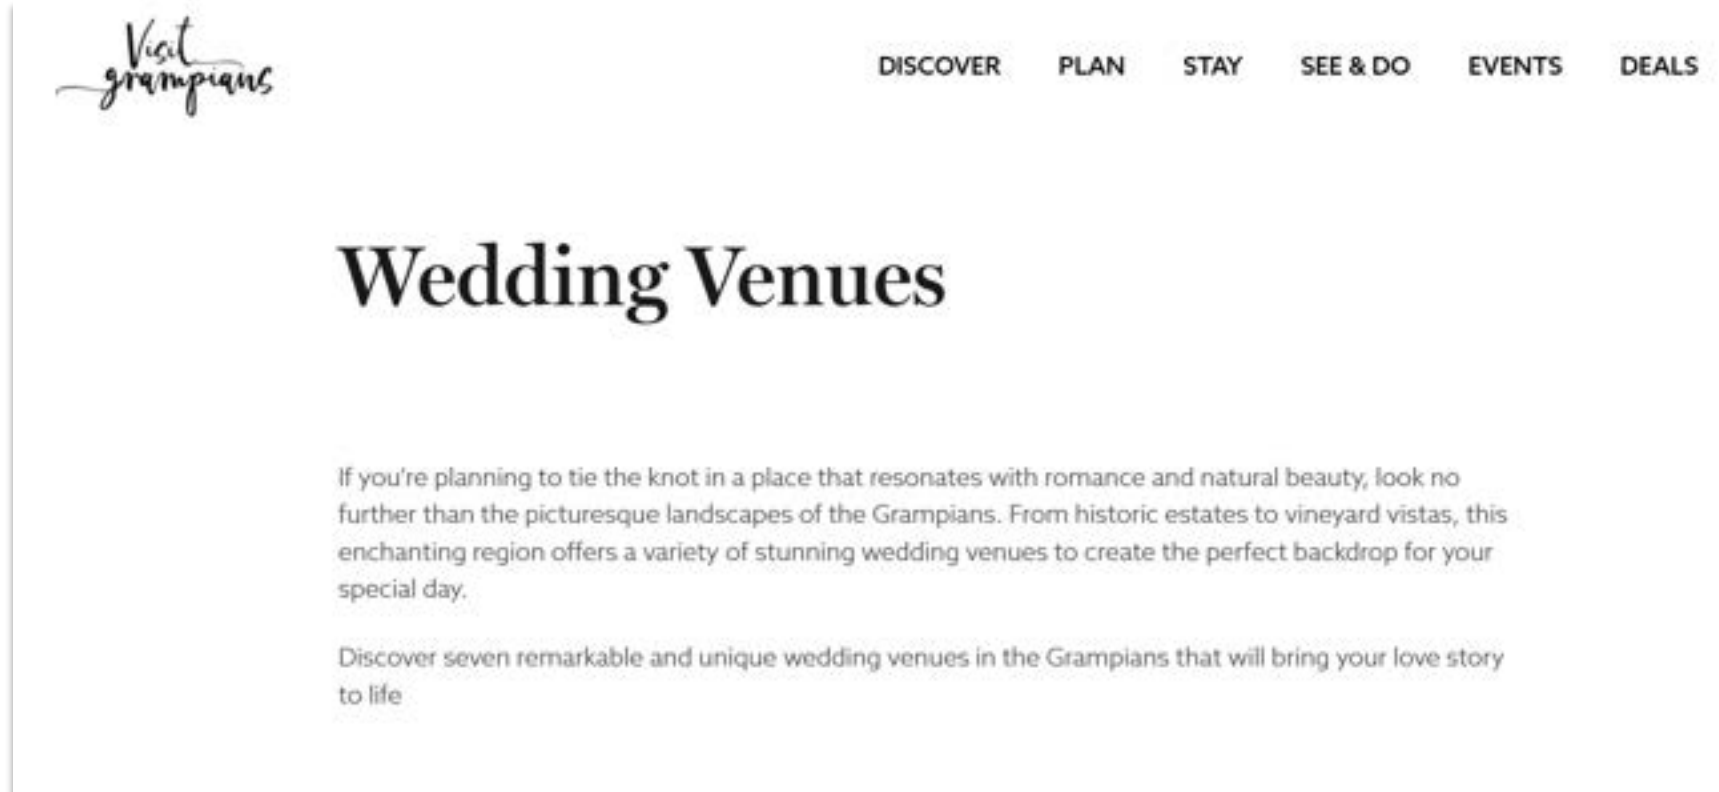 Visit
grampians
DISCOVER PLAN STAY SEE & DO EVENTS DEALS
Wedding Venues
If you're planning to tie the knot in a place that resonates with romance and natural beauty, look no
further than the picturesque landscapes of the Grampians. From historic estates to vineyard vistas, this
enchanting region offers a variety of stunning wedding venues to create the perfect backdrop for your
special day.
Discover seven remarkable and unique wedding venues in the Grampians that will bring your love story
to life